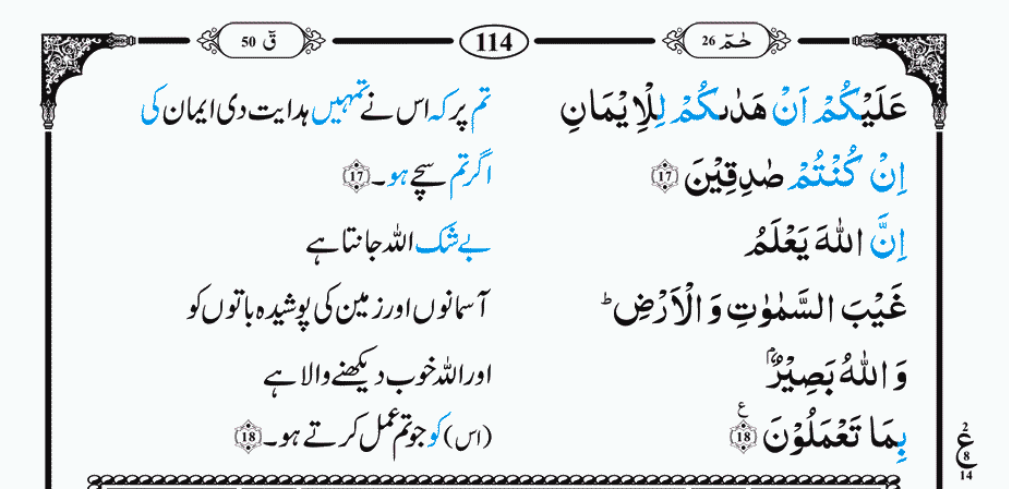 حٰمٓ 26 114 قٓ 50
عَلَيْكُمْ اَنْ هَدٰىكُمْ لِلْاِيْمَانِ تم پر کہ اس نے تمہیں ہدایت دی ایمان کی
اِنْ كُنْتُمْ صٰدِقِيْنَ 17 اگر تم سچے ہو۔ 17
اِنَّ اللّٰهَ يَعْلَمُ بے شک اللہ جانتا ہے
غَيْبَ السَّمٰوٰتِ وَ الْاَرْضِ ؕ آسمانوں اور زمین کی پوشیدہ باتوں کو
وَ اللّٰهُ بَصِيْرٌۢ اور اللہ خوب دیکھنے والا ہے
بِمَا تَعْمَلُوْنَ 18 ع (اس) کو جو تم عمل کرتے ہو۔ 18
2
ع 8
14